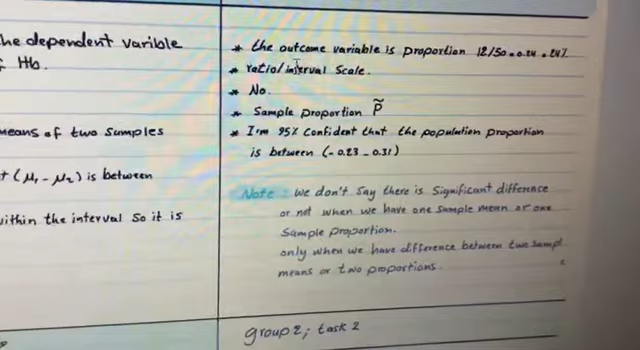 he dependent varible
Hb.
means of two samples
t (μ₁ - μ₂) is between
within the interval so it is
* the outcome variable is proportion 12/50 = 0.24 = 24%
* ratio/interval Scale.
* No.
* Sample proportion p̃
* I'm 95% Confident that the population proportion
is between (-0.23 - 0.31)
Note: we don't say there is Significant difference
or not when we have one sample mean or one
Sample proportion.
only when we have difference between two sampl
means or two proportions.
group 2; task 2